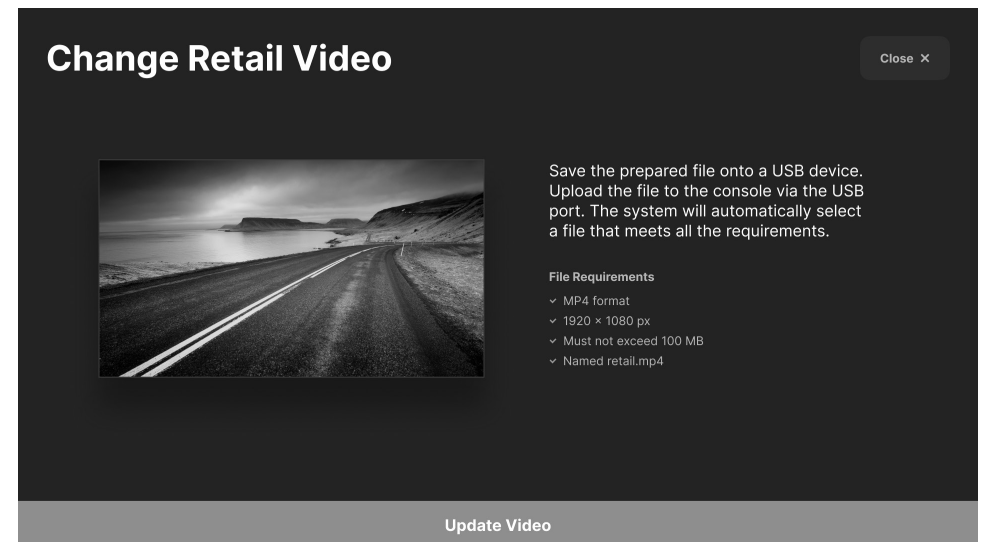 Change Retail Video
Close ✕
Save the prepared file onto a USB device.
Upload the file to the console via the USB
port. The system will automatically select
a file that meets all the requirements.
File Requirements
MP4 format
1920 × 1080 px
Must not exceed 100 MB
Named retail.mp4
Update Video